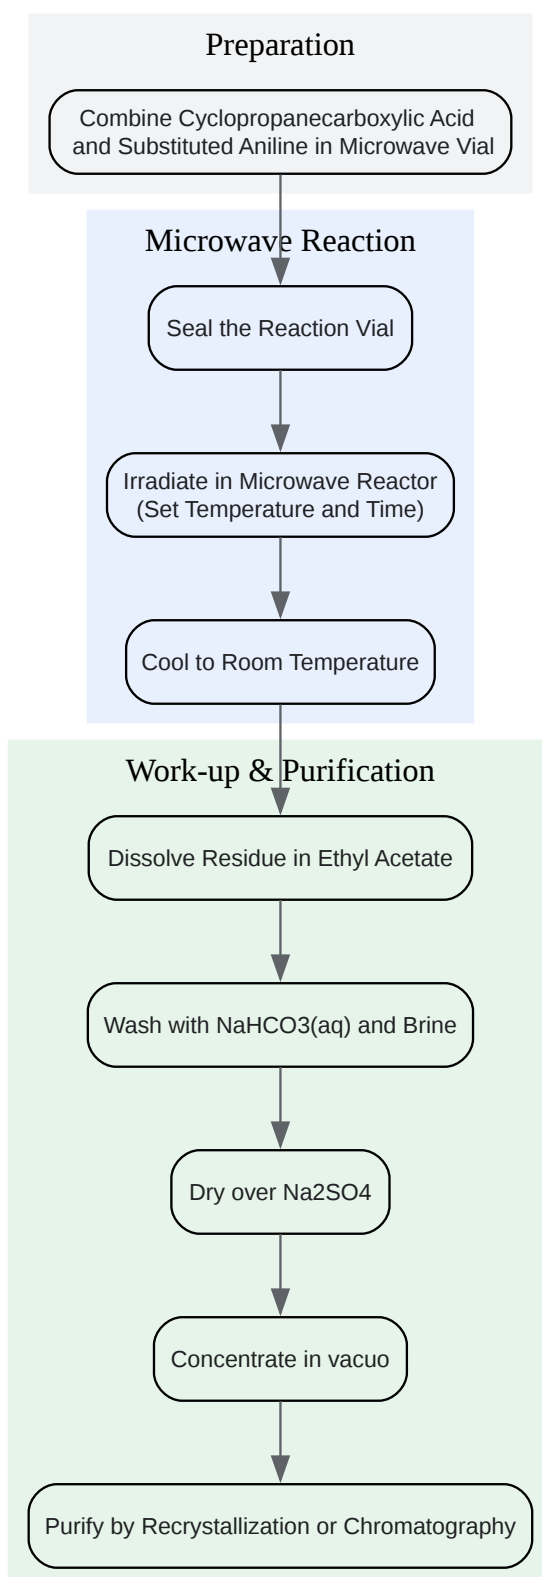 Preparation
Combine Cyclopropanecarboxylic Acid
and Substituted Aniline in Microwave Vial
Microwave Reaction
Seal the Reaction Vial
Irradiate in Microwave Reactor
(Set Temperature and Time)
Cool to Room Temperature
Work-up & Purification
Dissolve Residue in Ethyl Acetate
Wash with NaHCO3(aq) and Brine
Dry over Na2SO4
Concentrate in vacuo
Purify by Recrystallization or Chromatography